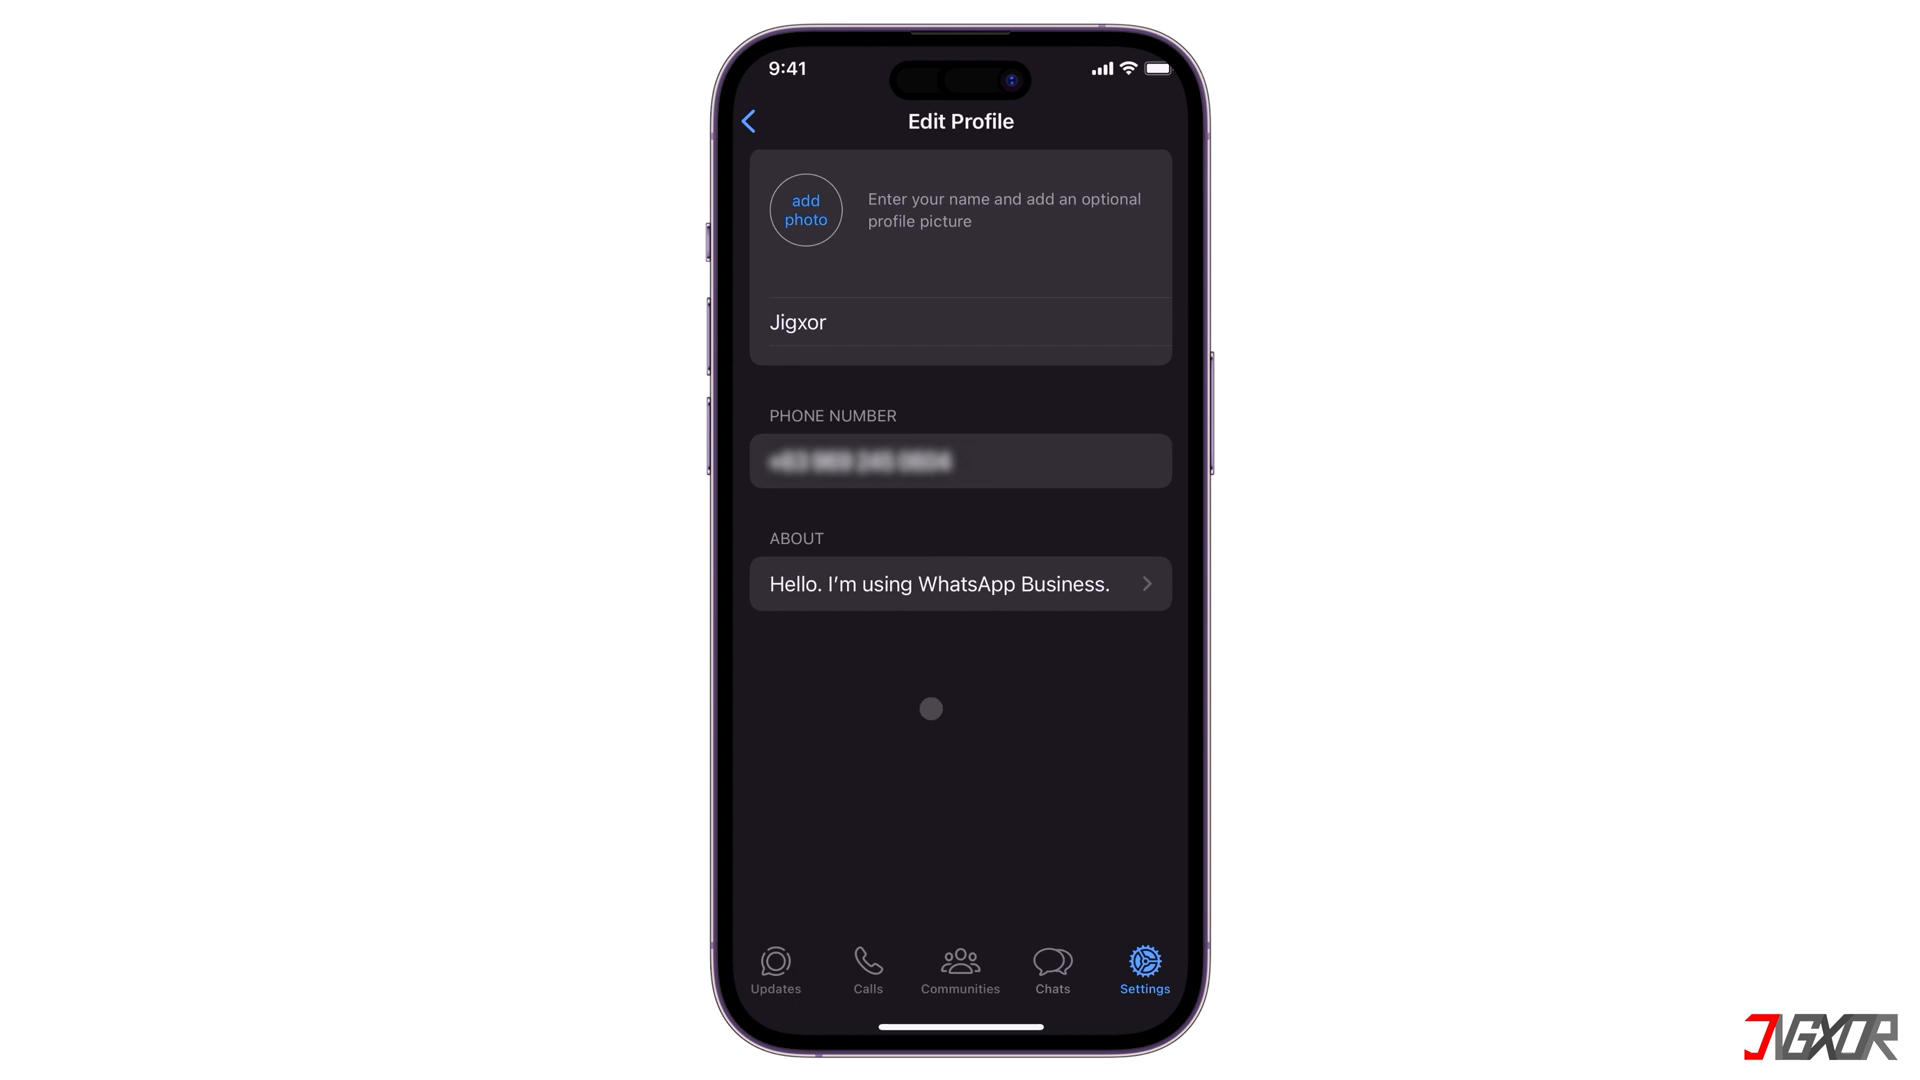 9:41
Edit Profile
add
photo
Enter your name and add an optional
profile picture
Jigxor
PHONE NUMBER
ABOUT
Hello. I’m using WhatsApp Business.
Updates
Calls
Communities
Chats
Settings
JIGXOR